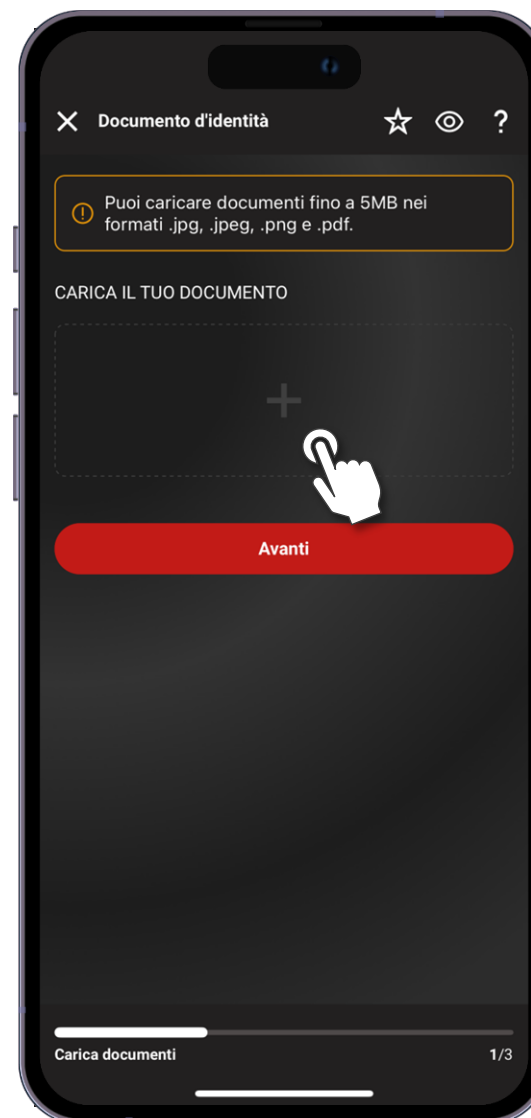 Documento d'identità
?
Puoi caricare documenti fino a 5MB nei
formati .jpg, .jpeg, .png e .pdf.
CARICA IL TUO DOCUMENTO
Avanti
Carica documenti 1/3